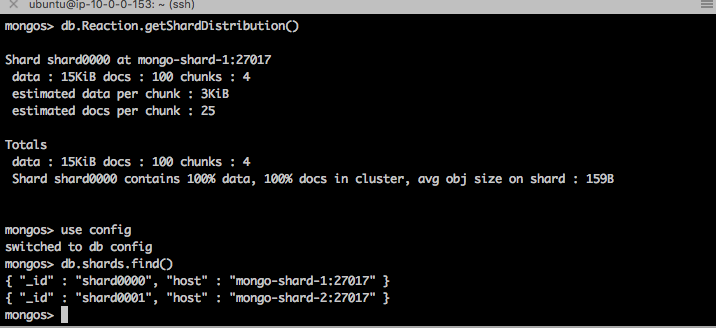 ubuntu@ip-10-0-0-153: ~ (ssh)
mongos> db.Reaction.getShardDistribution()
Shard shard0000 at mongo-shard-1:27017
data : 15KiB docs : 100 chunks : 4
estimated data per chunk : 3KiB
estimated docs per chunk : 25
Totals
data : 15KiB docs : 100 chunks : 4
Shard shard0000 contains 100% data, 100% docs in cluster, avg obj size on shard : 159B
mongos> use config
switched to db config
mongos> db.shards.find()
{ "_id" : "shard0000", "host" : "mongo-shard-1:27017" }
{ "_id" : "shard0001", "host" : "mongo-shard-2:27017" }
mongos>